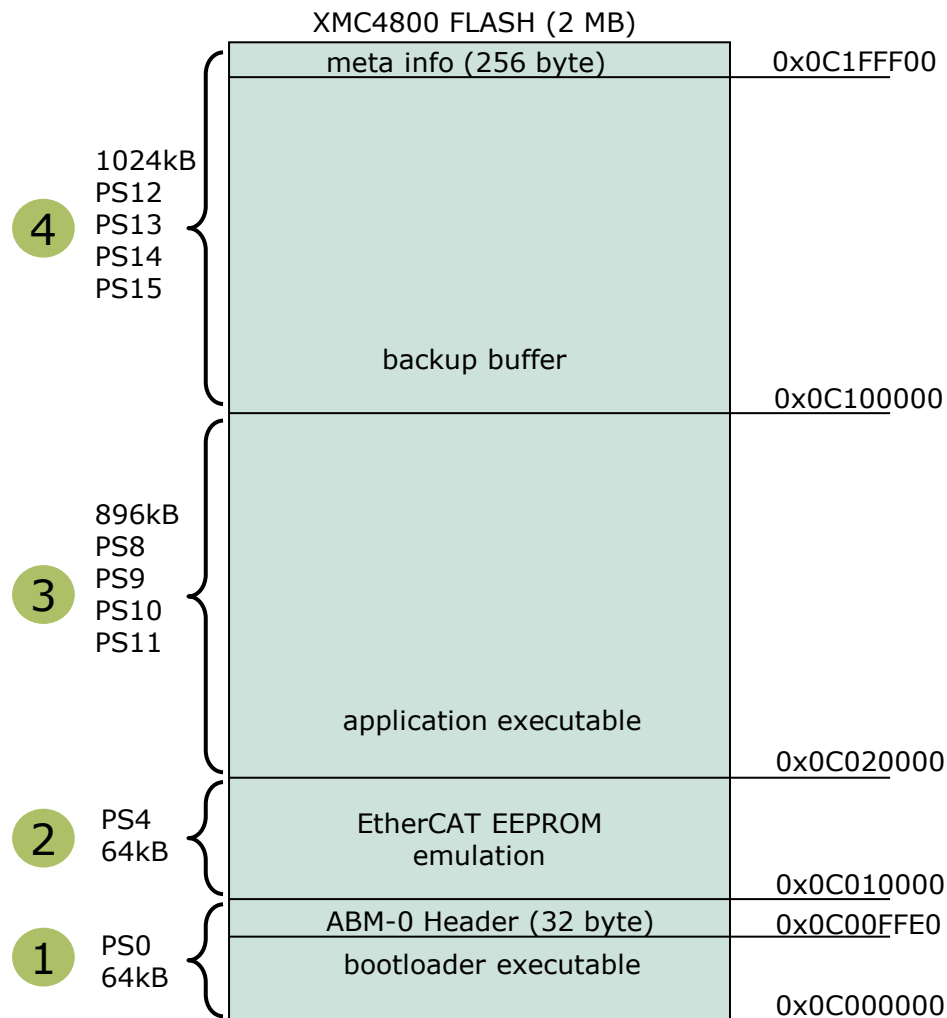 XMC4800 FLASH (2 MB)
meta info (256 byte)
0x0C1FFF00
1024kB
PS12
PS13
PS14
PS15
4
backup buffer
0x0C100000
896kB
PS8
PS9
PS10
PS11
3
application executable
0x0C020000
PS4
64kB
2
EtherCAT EEPROM
emulation
0x0C010000
ABM-0 Header (32 byte)
0x0C00FFE0
PS0
64kB
1
bootloader executable
0x0C000000